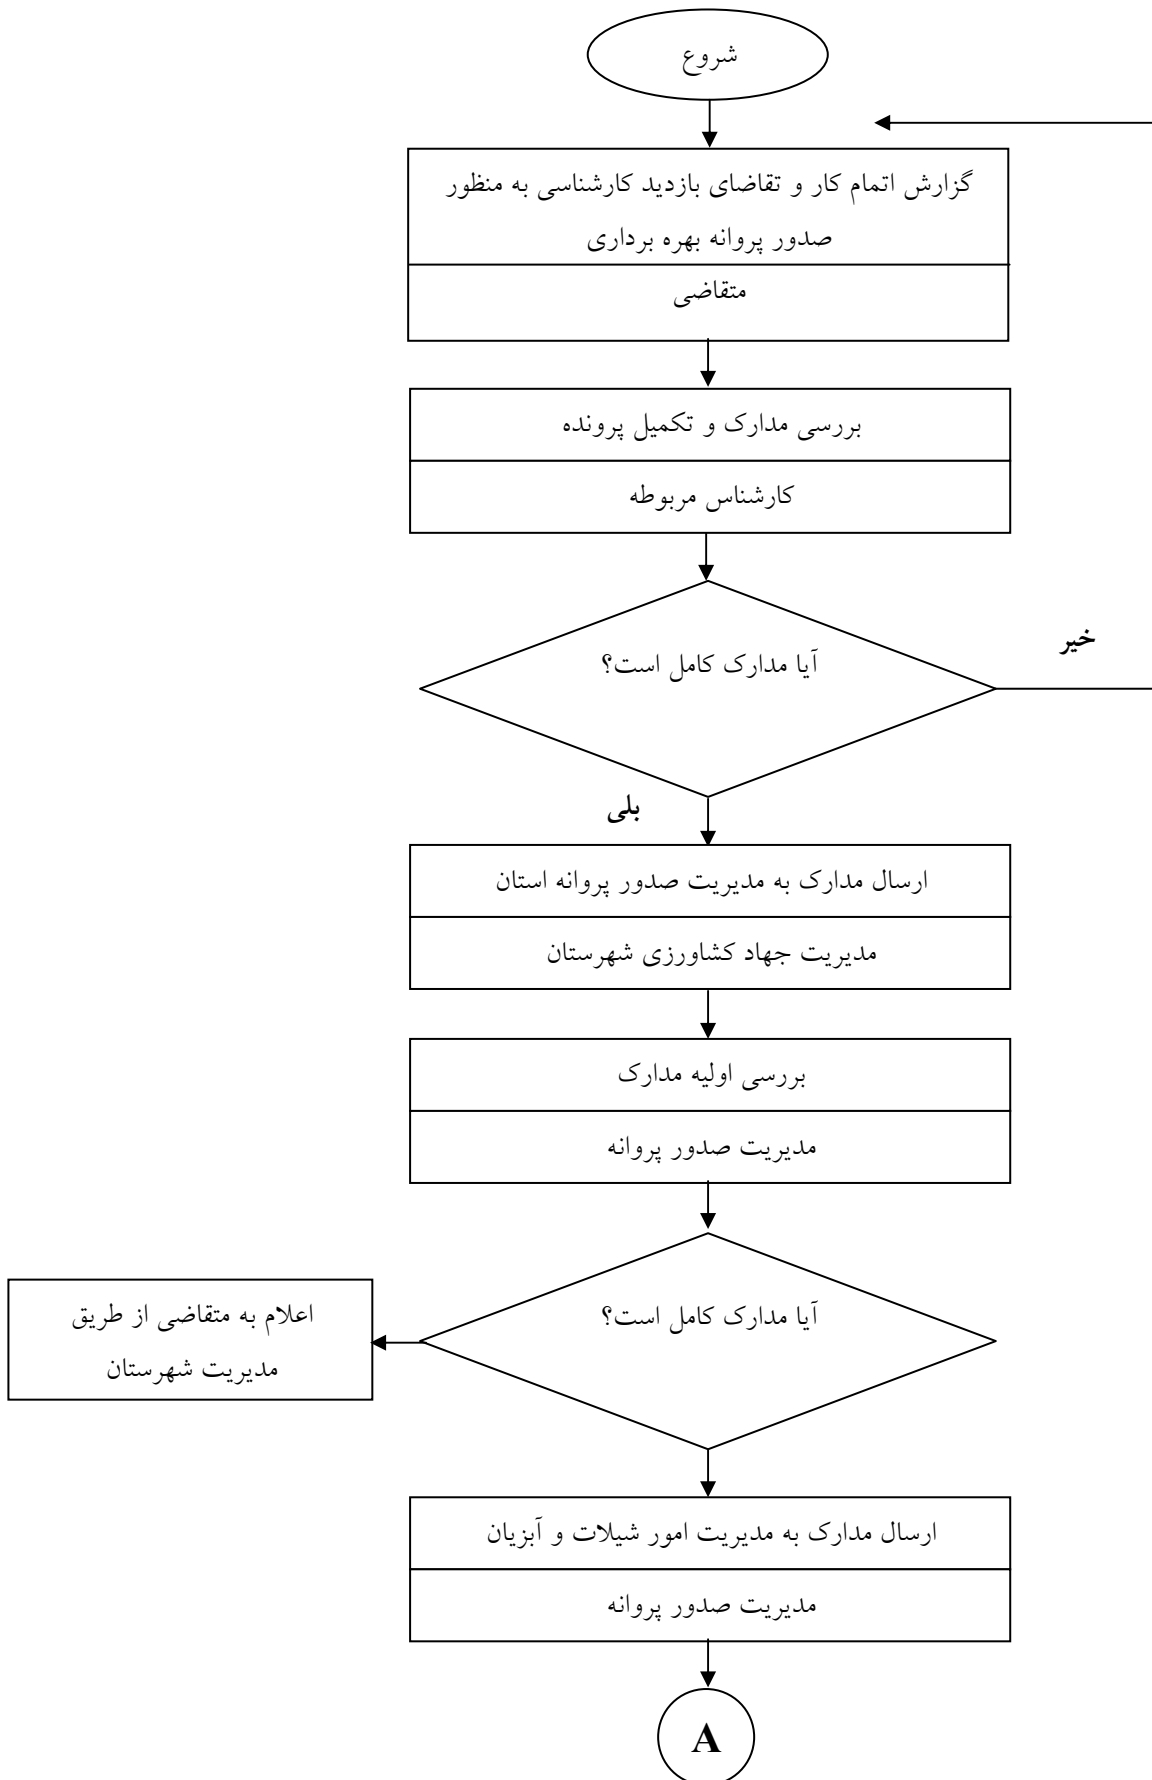 شروع
گزارش اتمام کار و تقاضای بازدید کارشناسی به منظور
صدور پروانه بهره برداری
متقاضی
بررسی مدارک و تکمیل پرونده
کارشناس مربوطه
آیا مدارک کامل است؟
خیر
بلی
ارسال مدارک به مدیریت صدور پروانه استان
مدیریت جهاد کشاورزی شهرستان
بررسی اولیه مدارک
مدیریت صدور پروانه
آیا مدارک کامل است؟
اعلام به متقاضی از طریق
مدیریت شهرستان
ارسال مدارک به مدیریت امور شیلات و آبزیان
مدیریت صدور پروانه
A